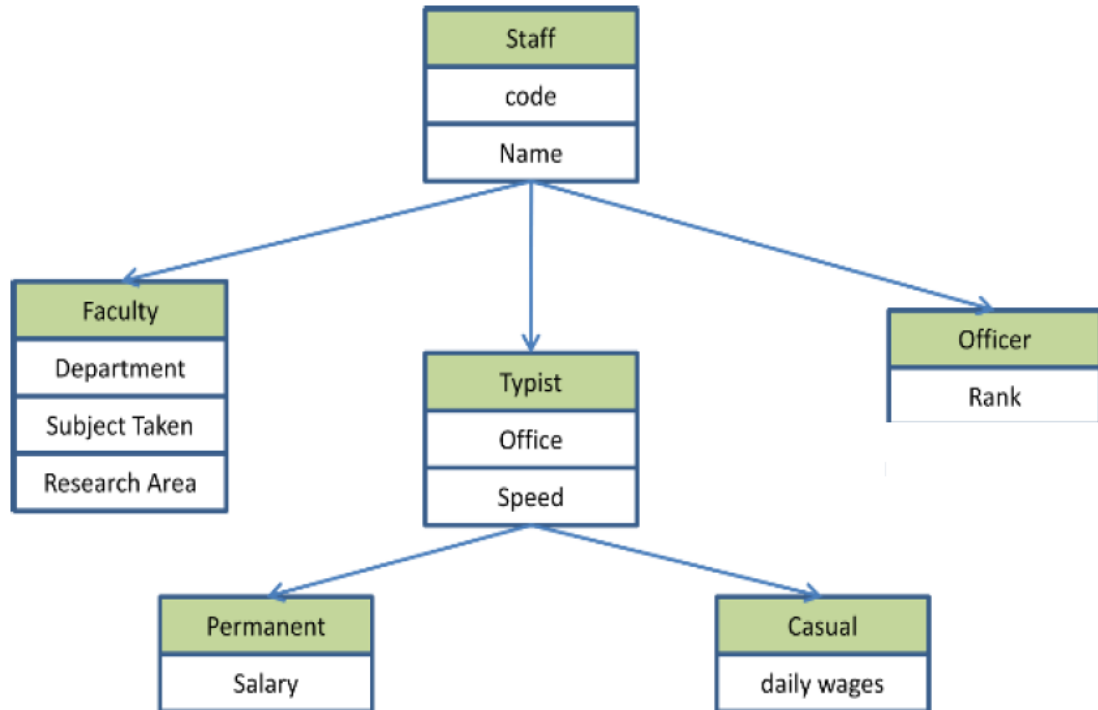 Staff
code
Name
Faculty
Department
Subject Taken
Research Area
Typist
Office
Speed
Officer
Rank
Permanent
Salary
Casual
daily wages